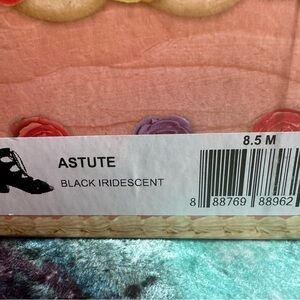 8.5 M
ASTUTE
BLACK IRIDESCENT
8 88769 88962